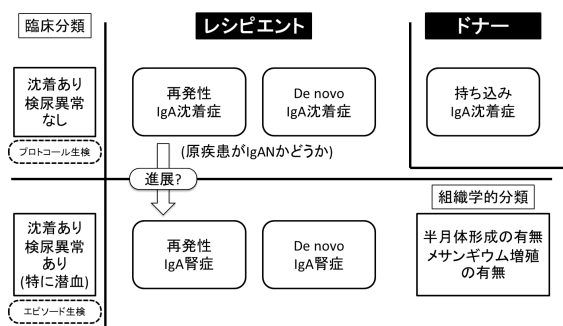 臨床分類
レシピエント
ドナー
沈着あり
検尿異常
なし
プロトコール生検
再発性
IgA沈着症
De novo
IgA沈着症
持ち込み
IgA沈着症
(原疾患がIgANかどうか)
進展?
沈着あり
検尿異常
あり
(特に潜血)
エピソード生検
再発性
IgA腎症
De novo
IgA腎症
組織学的分類
半月体形成の有無
メサンギウム増殖
の有無